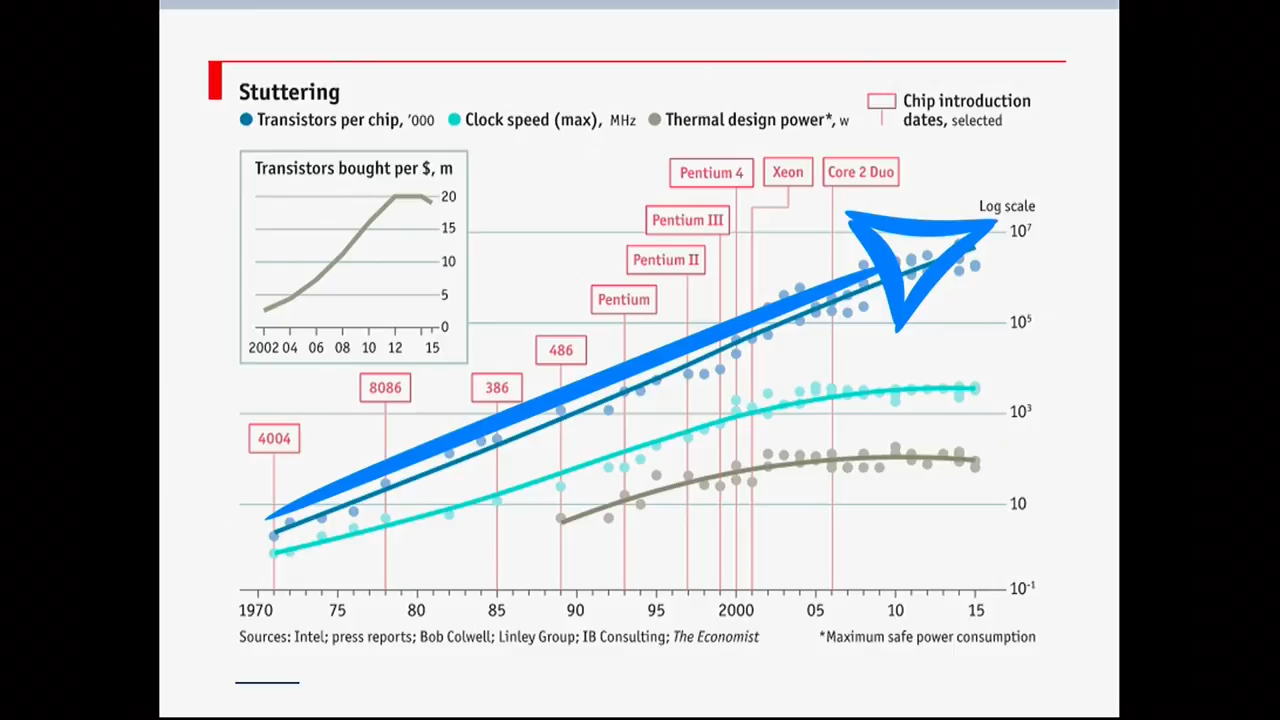 Stuttering
Transistors per chip, '000 Clock speed (max), MHz Thermal design power*, w
Chip introduction
dates, selected
Transistors bought per $, m
20
15
10
5
0
2002 04 06 08 10 12 15
Pentium 4 Xeon Core 2 Duo
Pentium III
Pentium II
Pentium
486
8086 386
4004
Log scale
10⁷
10⁵
10³
10
10⁻¹
1970 75 80 85 90 95 2000 05 10 15
Sources: Intel; press reports; Bob Colwell; Linley Group; IB Consulting; The Economist *Maximum safe power consumption